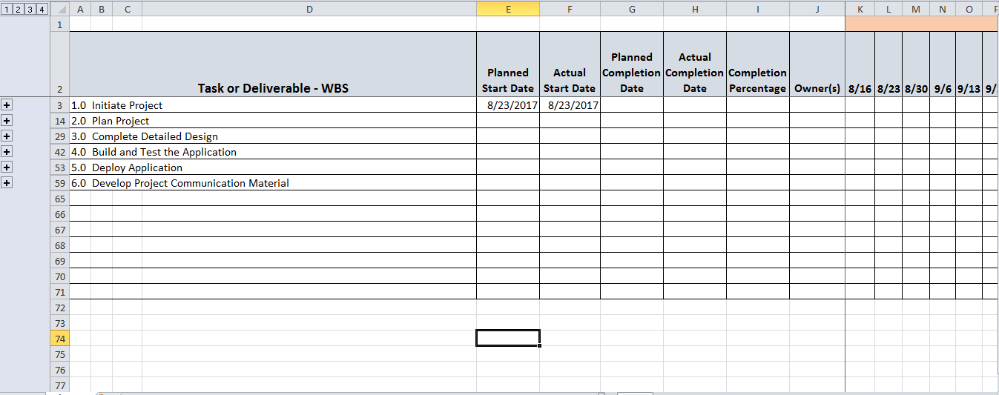 1 2 3 4 A B C D E F G H I J K L M N O
1
Planned Actual
Planned Actual Completion Completion Completion
2 Task or Deliverable - WBS Start Date Start Date Date Date Percentage Owner(s) 8/16 8/23 8/30 9/6 9/13 9/
3 1.0 Initiate Project 8/23/2017 8/23/2017
14 2.0 Plan Project
29 3.0 Complete Detailed Design
42 4.0 Build and Test the Application
53 5.0 Deploy Application
59 6.0 Develop Project Communication Material
65
66
67
68
69
70
71
72
73
74
75
76
77